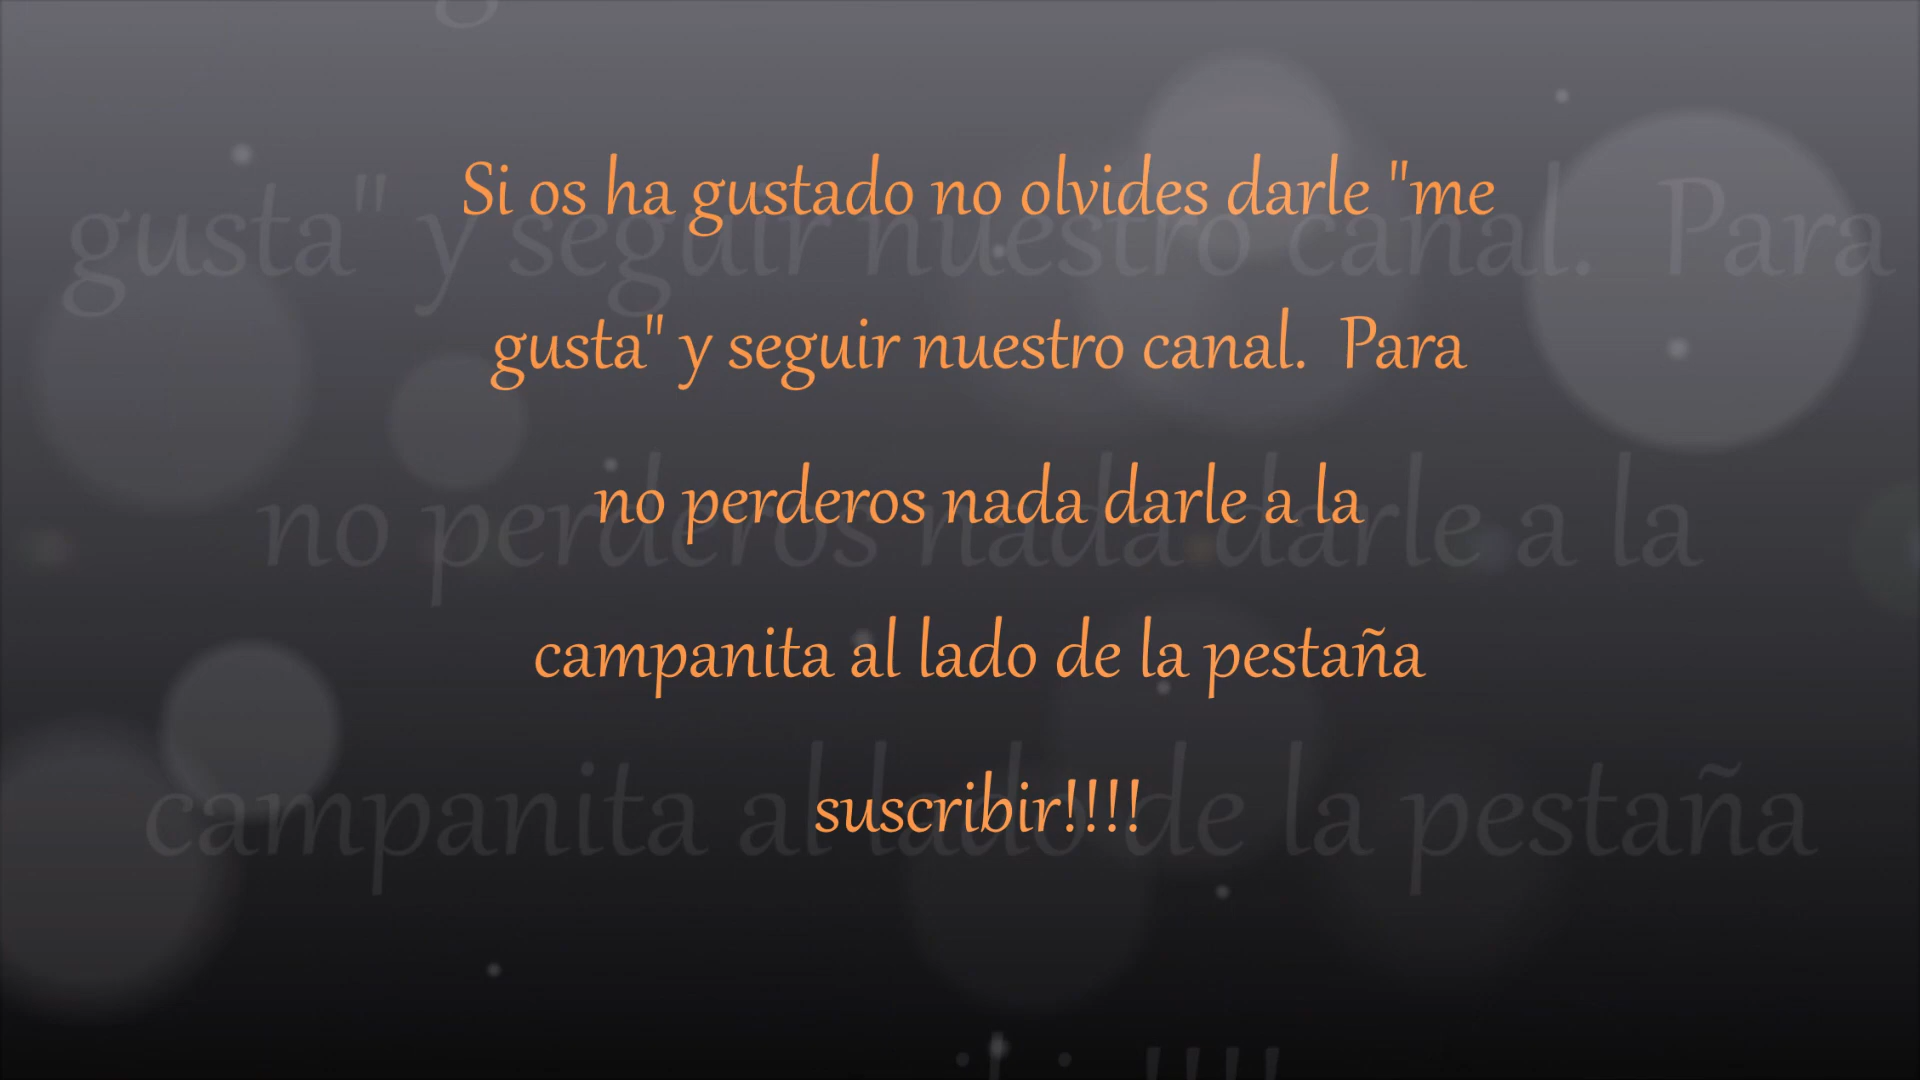 Si os ha gustado no olvides darle "me
gusta" y seguir nuestro canal.  Para
no perderos nada darle a la
campanita al lado de la pestaña
suscribir!!!!